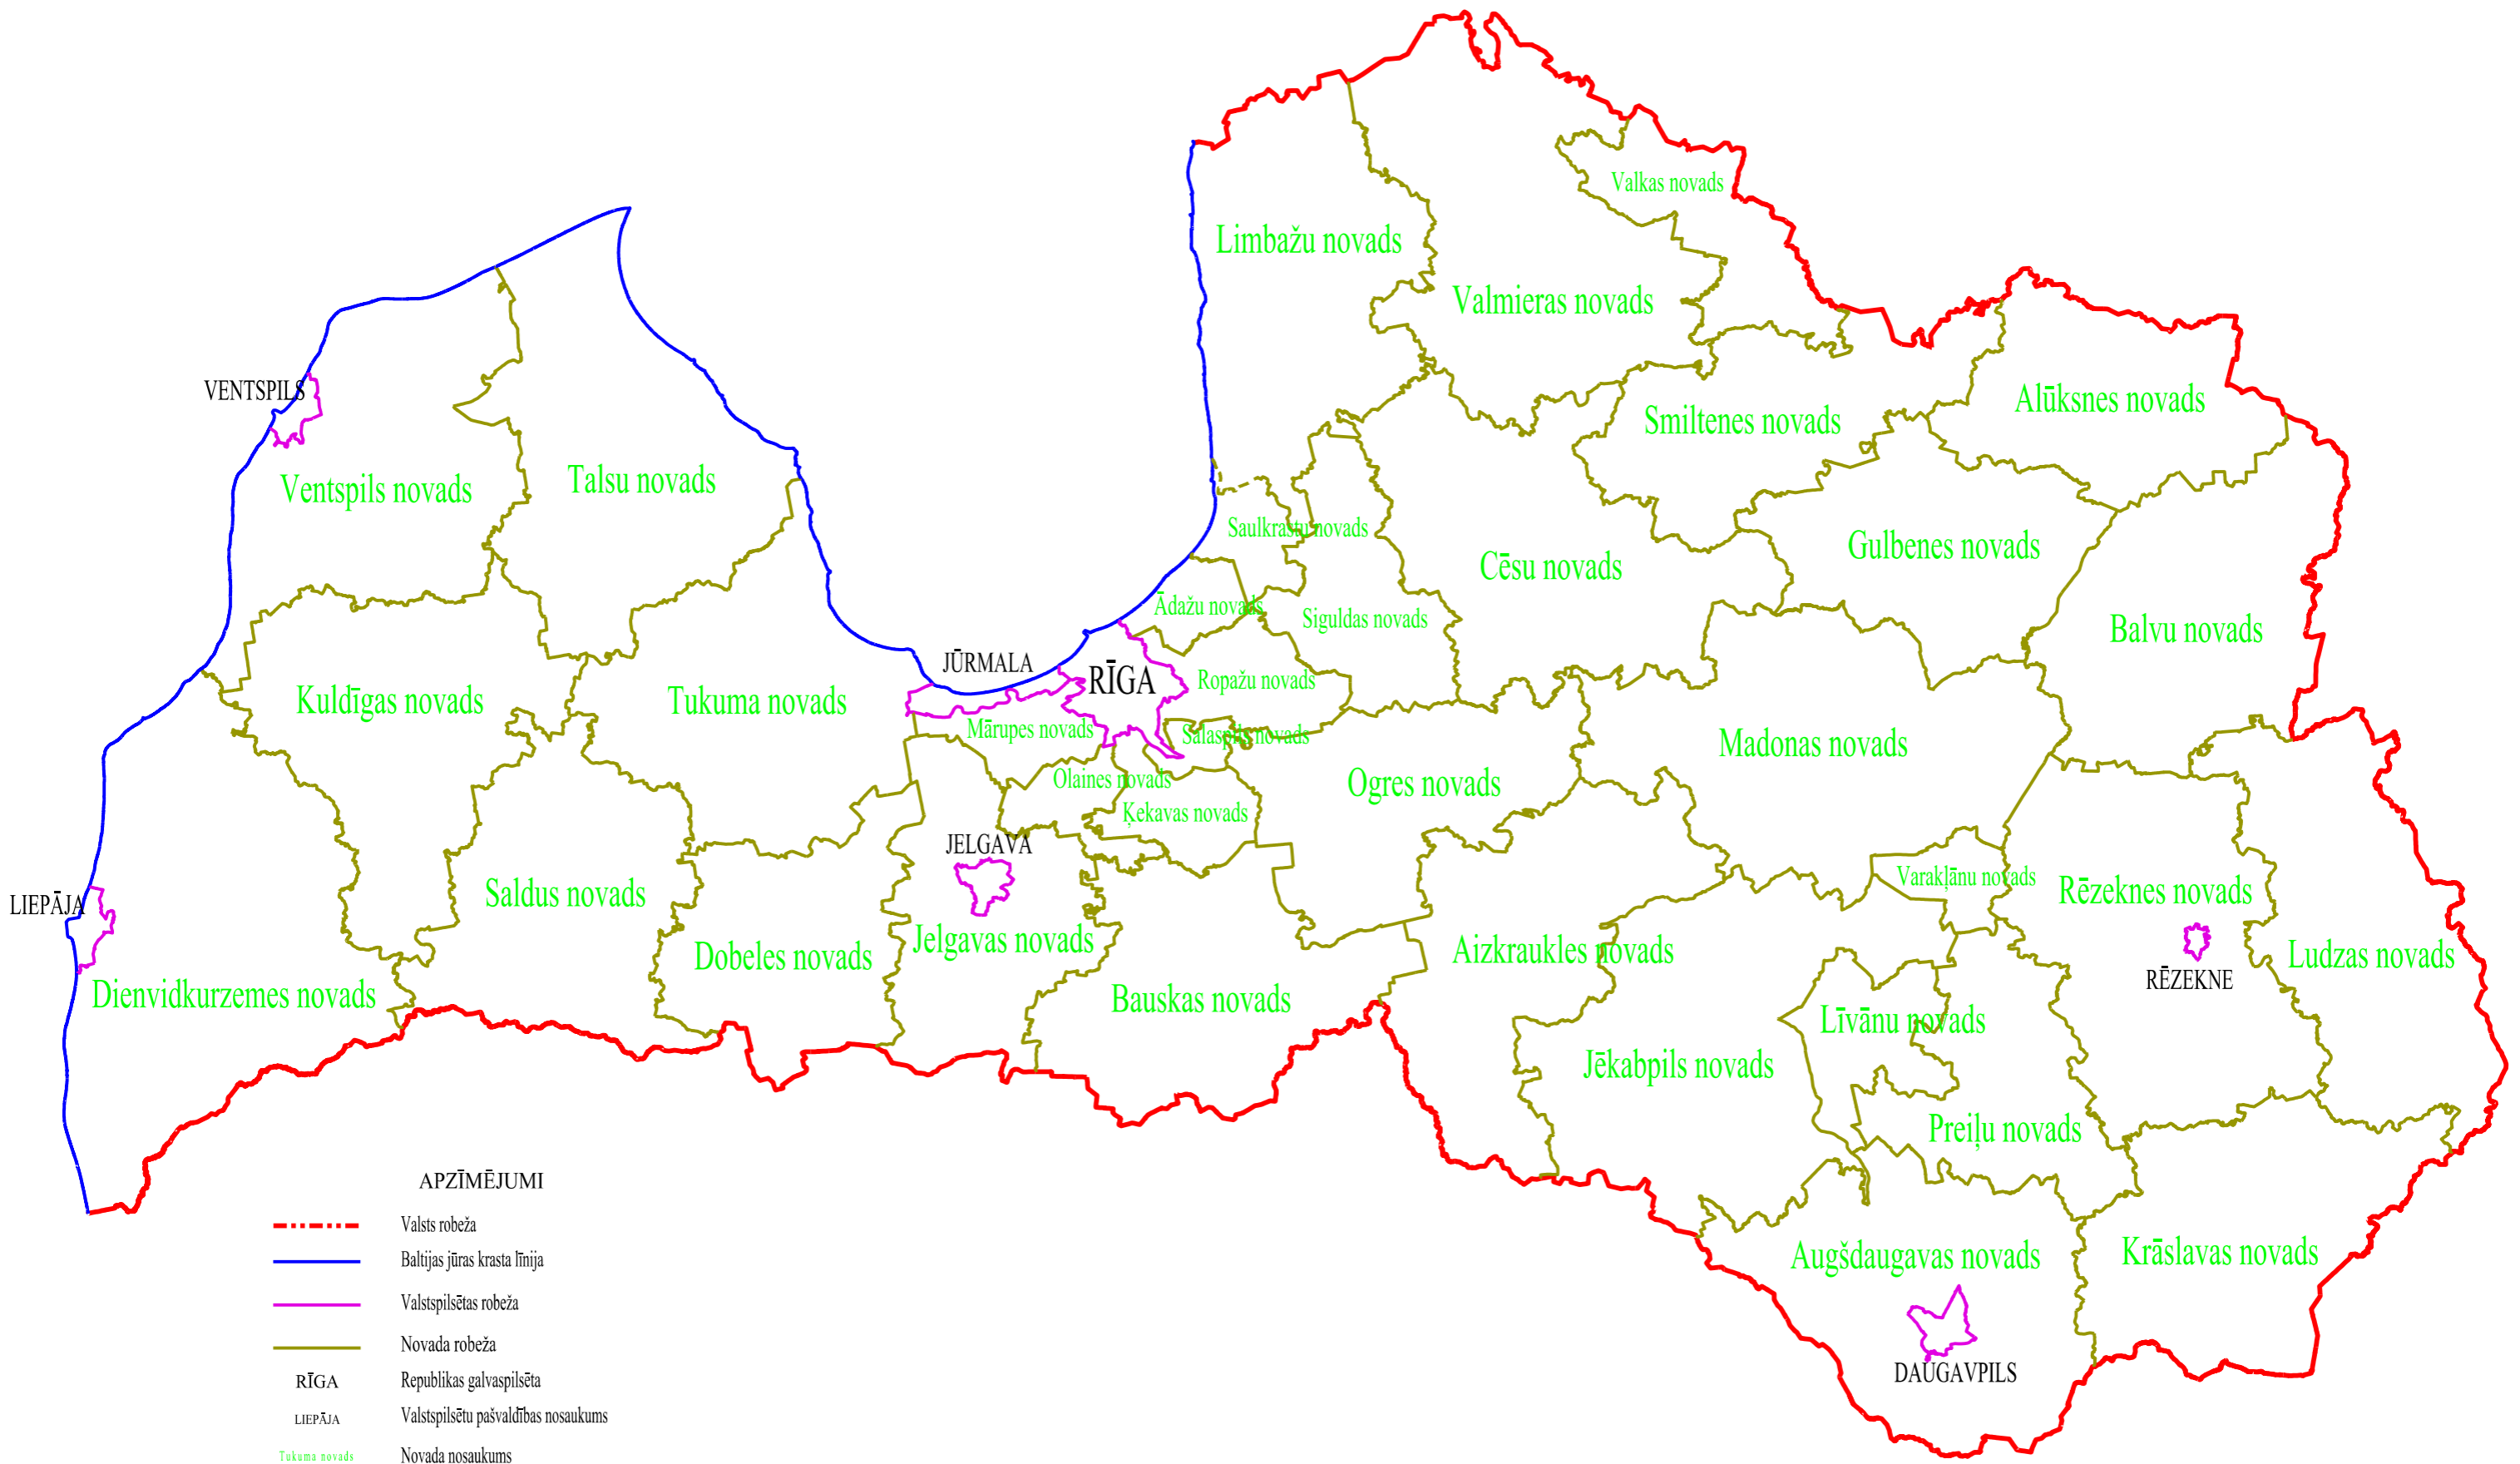 Valkas novads
Limbažu novads
Valmieras novads
VENTSPILS
Alūksnes novads
Smiltenes novads
Ventspils novads
Talsu novads
Saulkrastu novads
Gulbenes novads
Cēsu novads
Ādažu novads
Siguldas novads
Balvu novads
JŪRMALA
RĪGA
Ropažu novads
Kuldīgas novads
Tukuma novads
Mārupes novads
Salaspils novads
Madonas novads
Olaines novads
Ogres novads
Ķekavas novads
JELGAVA
Varakļānu novads
Rēzeknes novads
Saldus novads
LIEPĀJA
Jelgavas novads
Dobeles novads
Aizkraukles novads
Ludzas novads
RĒZEKNE
Dienvidkurzemes novads
Bauskas novads
Līvānu novads
Jēkabpils novads
Preiļu novads
Augšdaugavas novads
Krāslavas novads
DAUGAVPILS
APZĪMĒJUMI
Valsts robeža
Baltijas jūras krasta līnija
Valstspilsētas robeža
Novada robeža
RĪGA Republikas galvaspilsēta
LIEPĀJA Valstspilsētu pašvaldības nosaukums
Tukuma novads Novada nosaukums